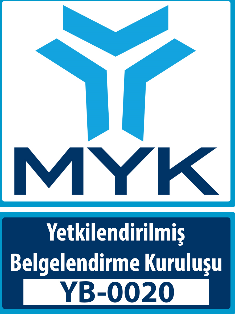 MYK
Yetkilendirilmiş
Belgelendirme Kuruluşu
YB-0020